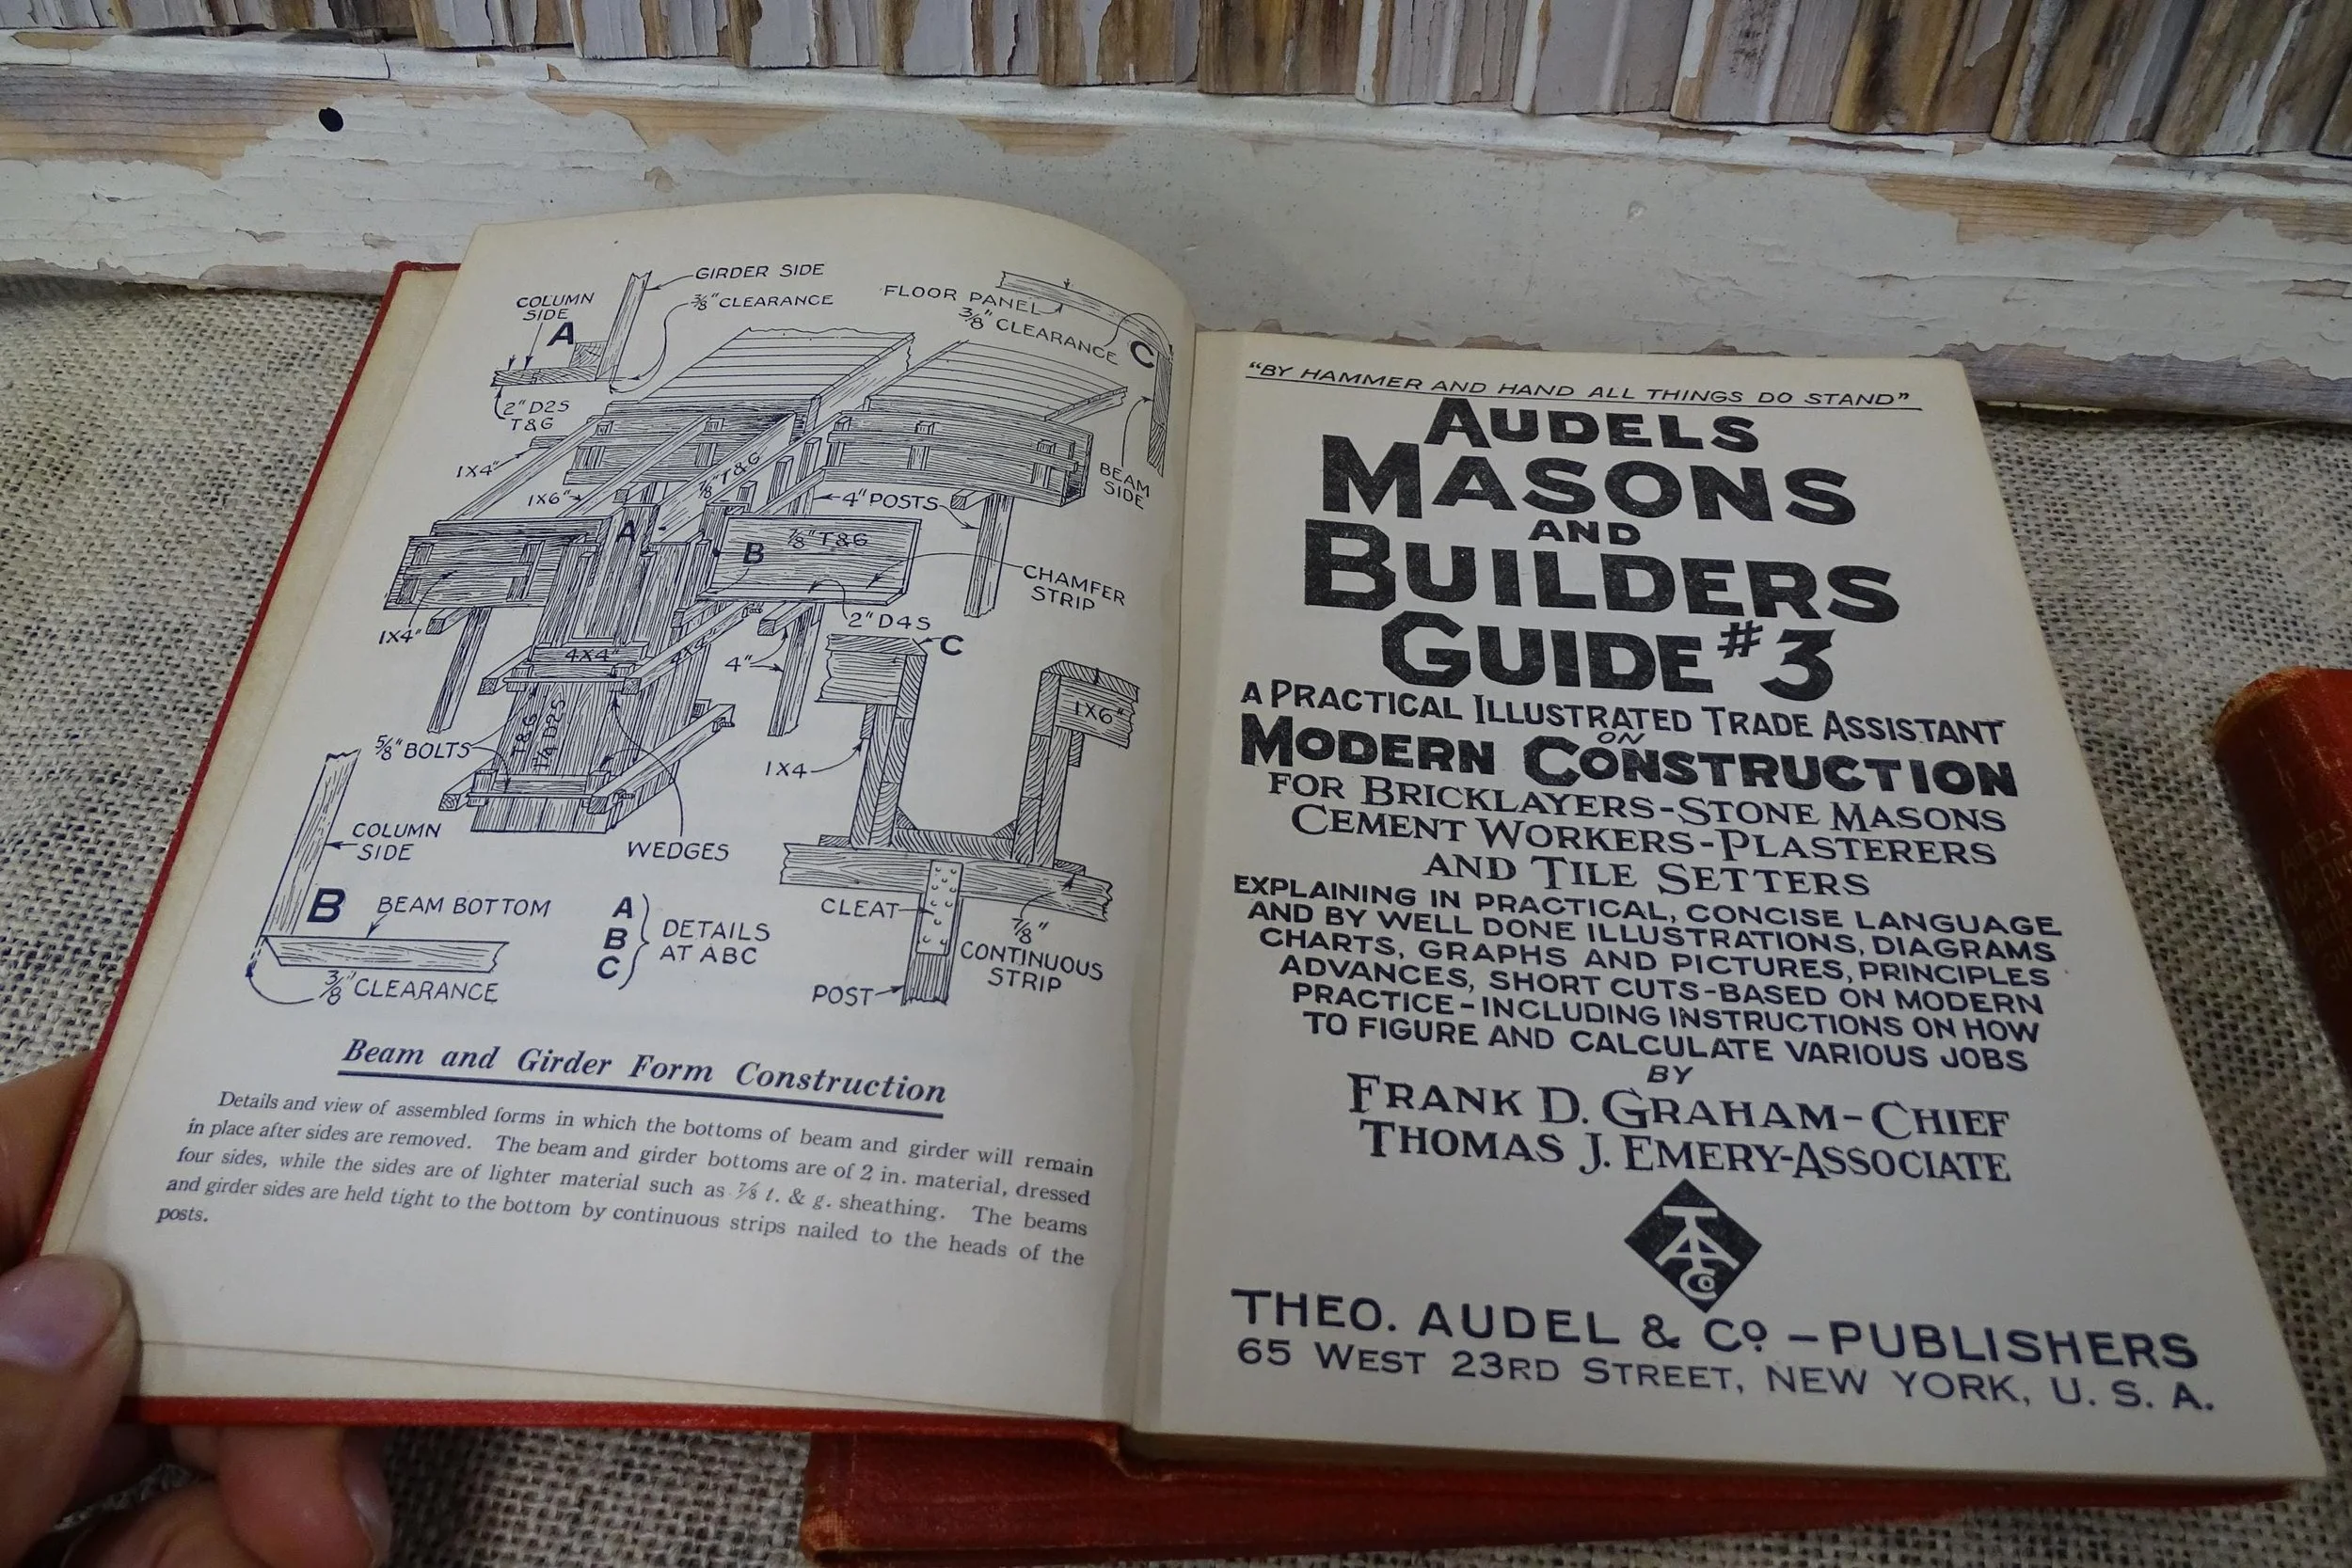 GIRDER SIDE
COLUMN
SIDE
A
3/8" CLEARANCE
FLOOR PANEL
3/8" CLEARANCE
C
2" D2S
T&G
1X4"
1X6"
7/8" T&G
4" POSTS
BEAM
SIDE
A
B
7/8" T&G
CHAMFER
STRIP
1X4"
2" D4S
C
4X4"
4X4"
4"
1X6"
T&G
1 1/4 D2S
5/8" BOLTS
1X4
COLUMN
SIDE
WEDGES
B
BEAM BOTTOM
A
B
C
DETAILS
AT ABC
CLEAT
7/8"
CONTINUOUS
STRIP
3/8" CLEARANCE
POST
Beam and Girder Form Construction
Details and view of assembled forms in which the bottoms of beam and girder will remain
in place after sides are removed. The beam and girder bottoms are of 2 in. material, dressed
four sides, while the sides are of lighter material such as 7/8 t. & g. sheathing. The beams
and girder sides are held tight to the bottom by continuous strips nailed to the heads of the
posts.
"BY HAMMER AND HAND ALL THINGS DO STAND"
AUDELS
MASONS
AND
BUILDERS
GUIDE #3
A PRACTICAL ILLUSTRATED TRADE ASSISTANT
ON
MODERN CONSTRUCTION
FOR BRICKLAYERS-STONE MASONS
CEMENT WORKERS-PLASTERERS
AND TILE SETTERS
EXPLAINING IN PRACTICAL, CONCISE LANGUAGE
AND BY WELL DONE ILLUSTRATIONS, DIAGRAMS
CHARTS, GRAPHS AND PICTURES, PRINCIPLES
ADVANCES, SHORT CUTS-BASED ON MODERN
PRACTICE-INCLUDING INSTRUCTIONS ON HOW
TO FIGURE AND CALCULATE VARIOUS JOBS
BY
FRANK D. GRAHAM-CHIEF
THOMAS J. EMERY-ASSOCIATE
TA Co
THEO. AUDEL & Co. - PUBLISHERS
65 WEST 23RD STREET, NEW YORK, U. S. A.